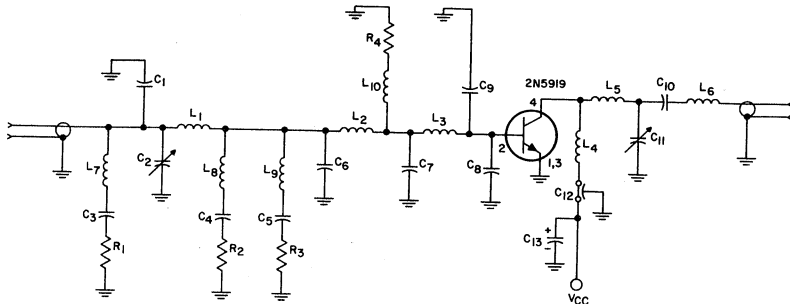 R4
C1
L10
C9
2N5919
4
L5
C10
L6
L1
L2
L3
2
1,3
L4
C11
L7
C2
L8
L9
C6
C7
C8
C12
C3
C4
C5
C13
+
–
R1
R2
R3
VCC